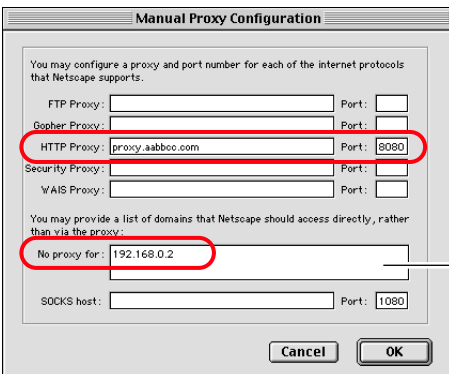 Manual Proxy Configuration
You may configure a proxy and port number for each of the internet protocols
that Netscape supports.
FTP Proxy: Port:
Gopher Proxy: Port:
HTTP Proxy: proxy.aabbcc.com Port: 8080
Security Proxy: Port:
WAIS Proxy: Port:
You may provide a list of domains that Netscape should access directly, rather
than via the proxy:
No proxy for: 192.168.0.2
SOCKS host: Port: 1080
Cancel OK